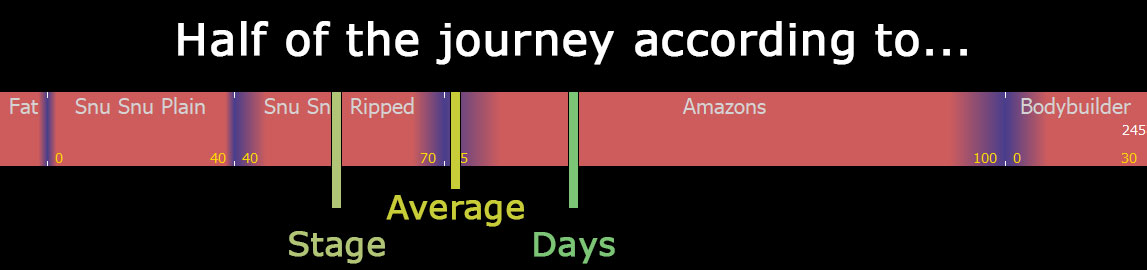 Half of the journey according to...
Fat Snu Snu Plain Snu Sn Ripped Amazons Bodybuilder
245
0 40 40 70 5 100 0 30
Average
Stage Days